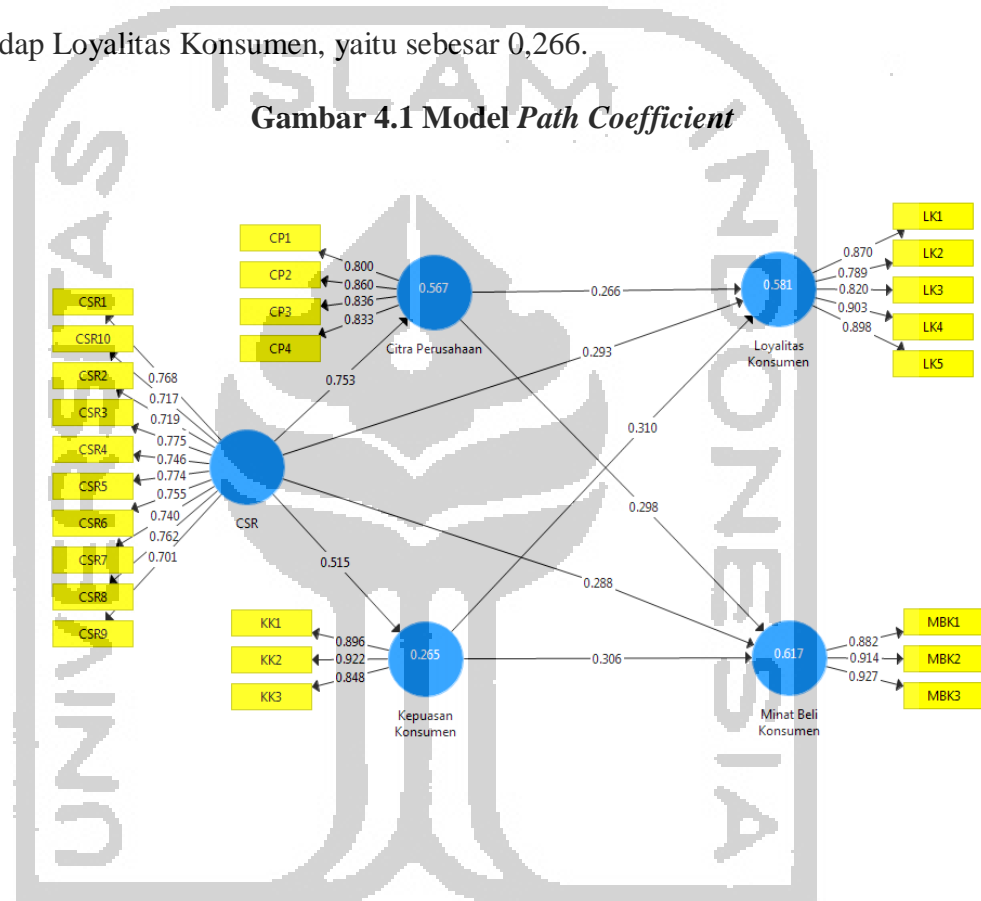 dap Loyalitas Konsumen, yaitu sebesar 0,266.
Gambar 4.1 Model Path Coefficient
CSR1
CSR10
CSR2
CSR3
CSR4
CSR5
CSR6
CSR7
CSR8
CSR9
0.768
0.717
0.719
0.775
0.746
0.774
0.755
0.740
0.762
0.701
CSR
CP1
CP2
CP3
CP4
0.800
0.860
0.836
0.833
0.567
Citra Perusahaan
0.753
0.515
KK1
KK2
KK3
0.896
0.922
0.848
0.265
Kepuasan
Konsumen
0.266
0.293
0.310
0.298
0.288
0.306
0.581
Loyalitas
Konsumen
0.870
0.789
0.820
0.903
0.898
LK1
LK2
LK3
LK4
LK5
0.617
Minat Beli
Konsumen
0.882
0.914
0.927
MBK1
MBK2
MBK3
UNIVERSITAS
ISLAM
INDONESIA